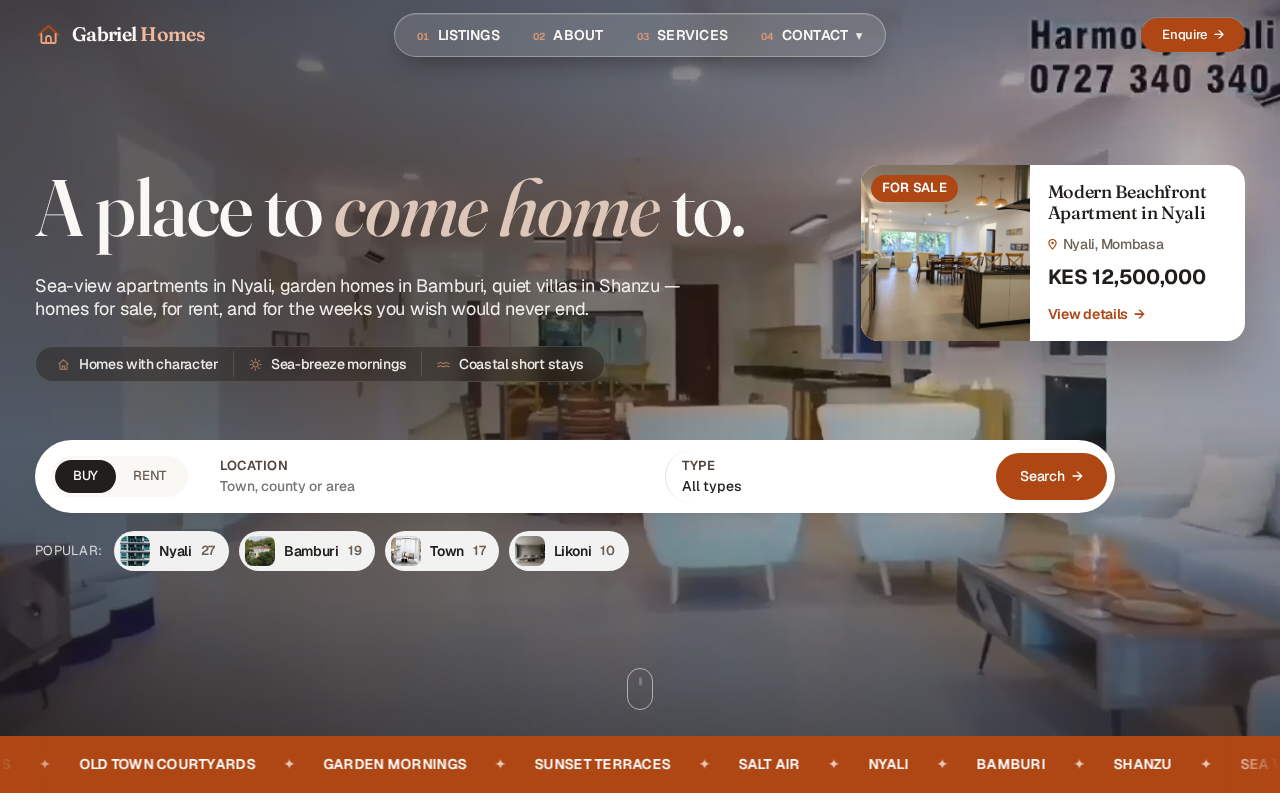 Gabriel Homes
01 LISTINGS
02 ABOUT
03 SERVICES
04 CONTACT ▾
Enquire →
0727 340 340
A place to come home to.
Sea-view apartments in Nyali, garden homes in Bamburi, quiet villas in Shanzu —
homes for sale, for rent, and for the weeks you wish would never end.
Homes with character
Sea-breeze mornings
Coastal short stays
FOR SALE
Modern Beachfront
Apartment in Nyali
Nyali, Mombasa
KES 12,500,000
View details →
BUY
RENT
LOCATION
Town, county or area
TYPE
All types
Search →
POPULAR:
Nyali 27
Bamburi 19
Town 17
Likoni 10
✦ OLD TOWN COURTYARDS ✦ GARDEN MORNINGS ✦ SUNSET TERRACES ✦ SALT AIR ✦ NYALI ✦ BAMBURI ✦ SHANZU ✦ SEA